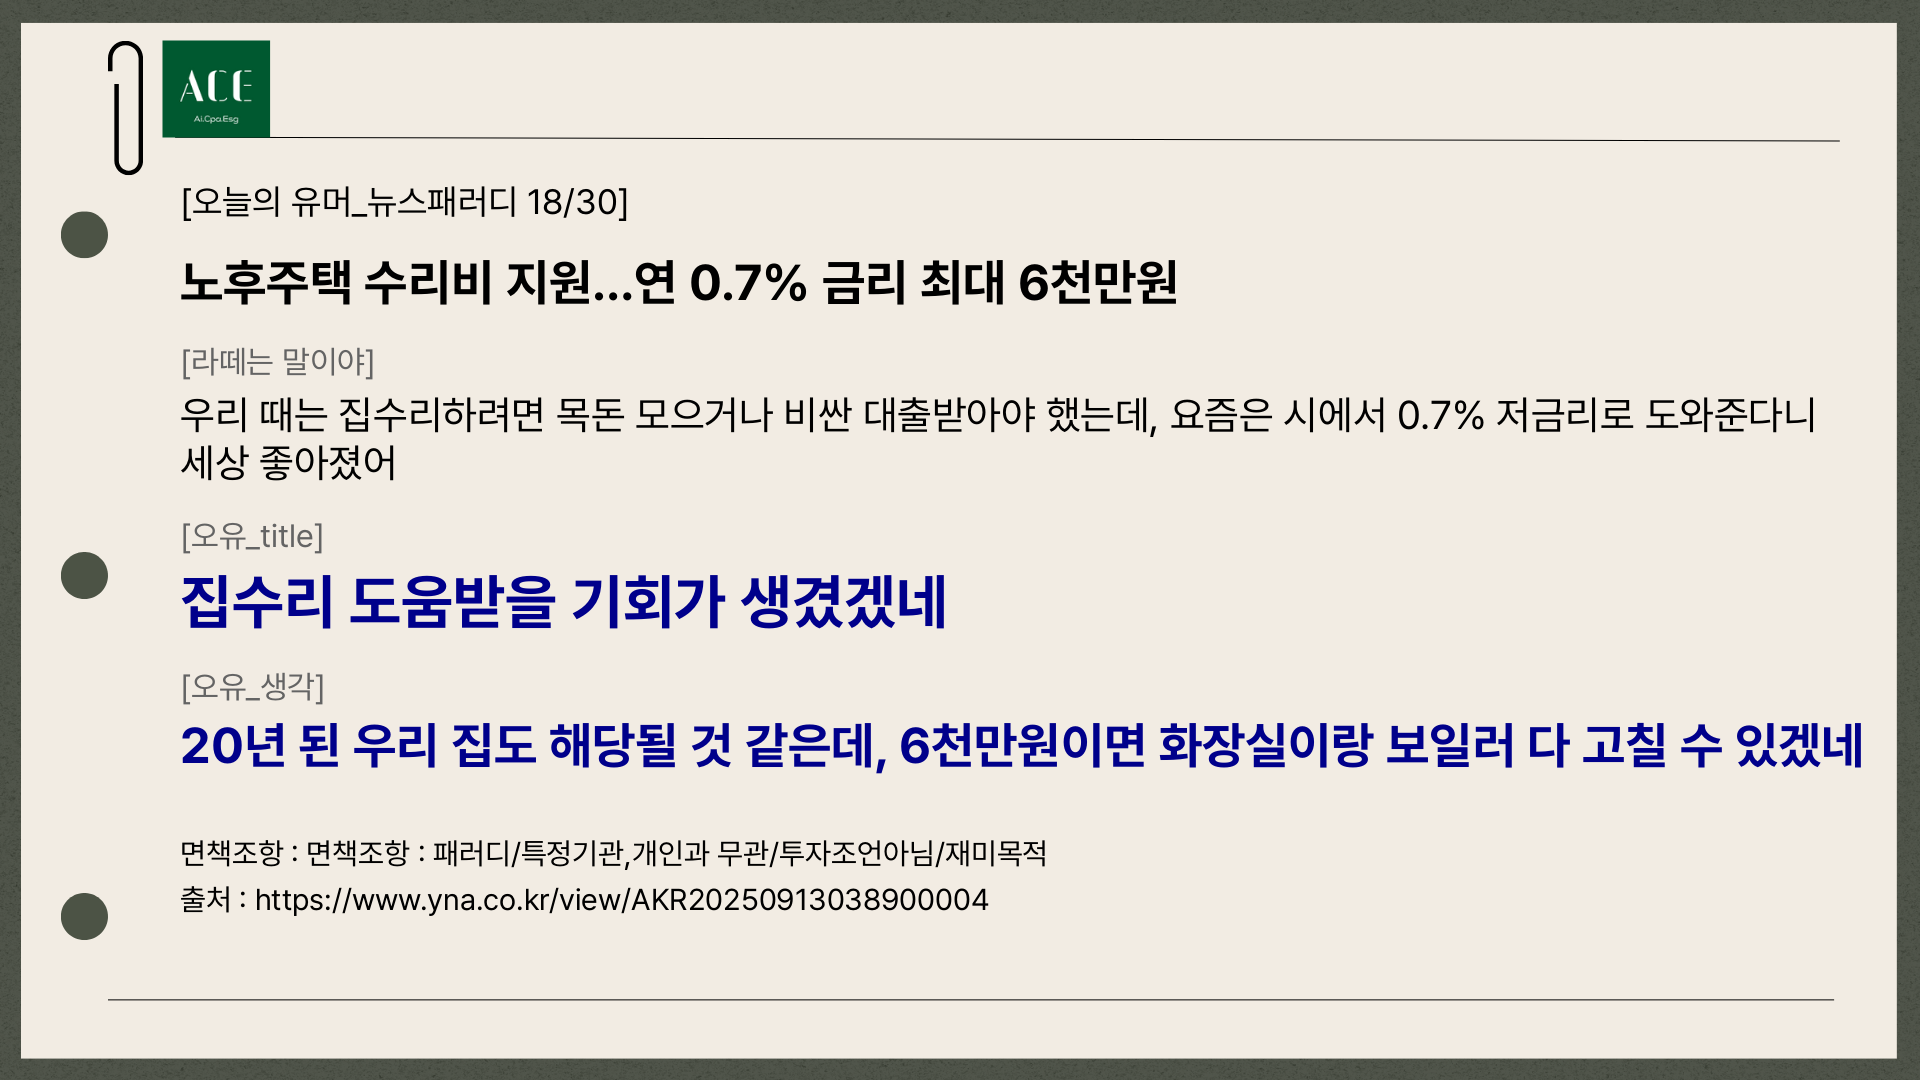 ACE
Ai.Cpa.Esg
[오늘의 유머_뉴스패러디 18/30]
노후주택 수리비 지원...연 0.7% 금리 최대 6천만원
[라떼는 말이야]
우리 때는 집수리하려면 목돈 모으거나 비싼 대출받아야 했는데, 요즘은 시에서 0.7% 저금리로 도와준다니
세상 좋아졌어
[오유_title]
집수리 도움받을 기회가 생겼겠네
[오유_생각]
20년 된 우리 집도 해당될 것 같은데, 6천만원이면 화장실이랑 보일러 다 고칠 수 있겠네
면책조항 : 면책조항 : 패러디/특정기관,개인과 무관/투자조언아님/재미목적
출처 : https://www.yna.co.kr/view/AKR20250913038900004